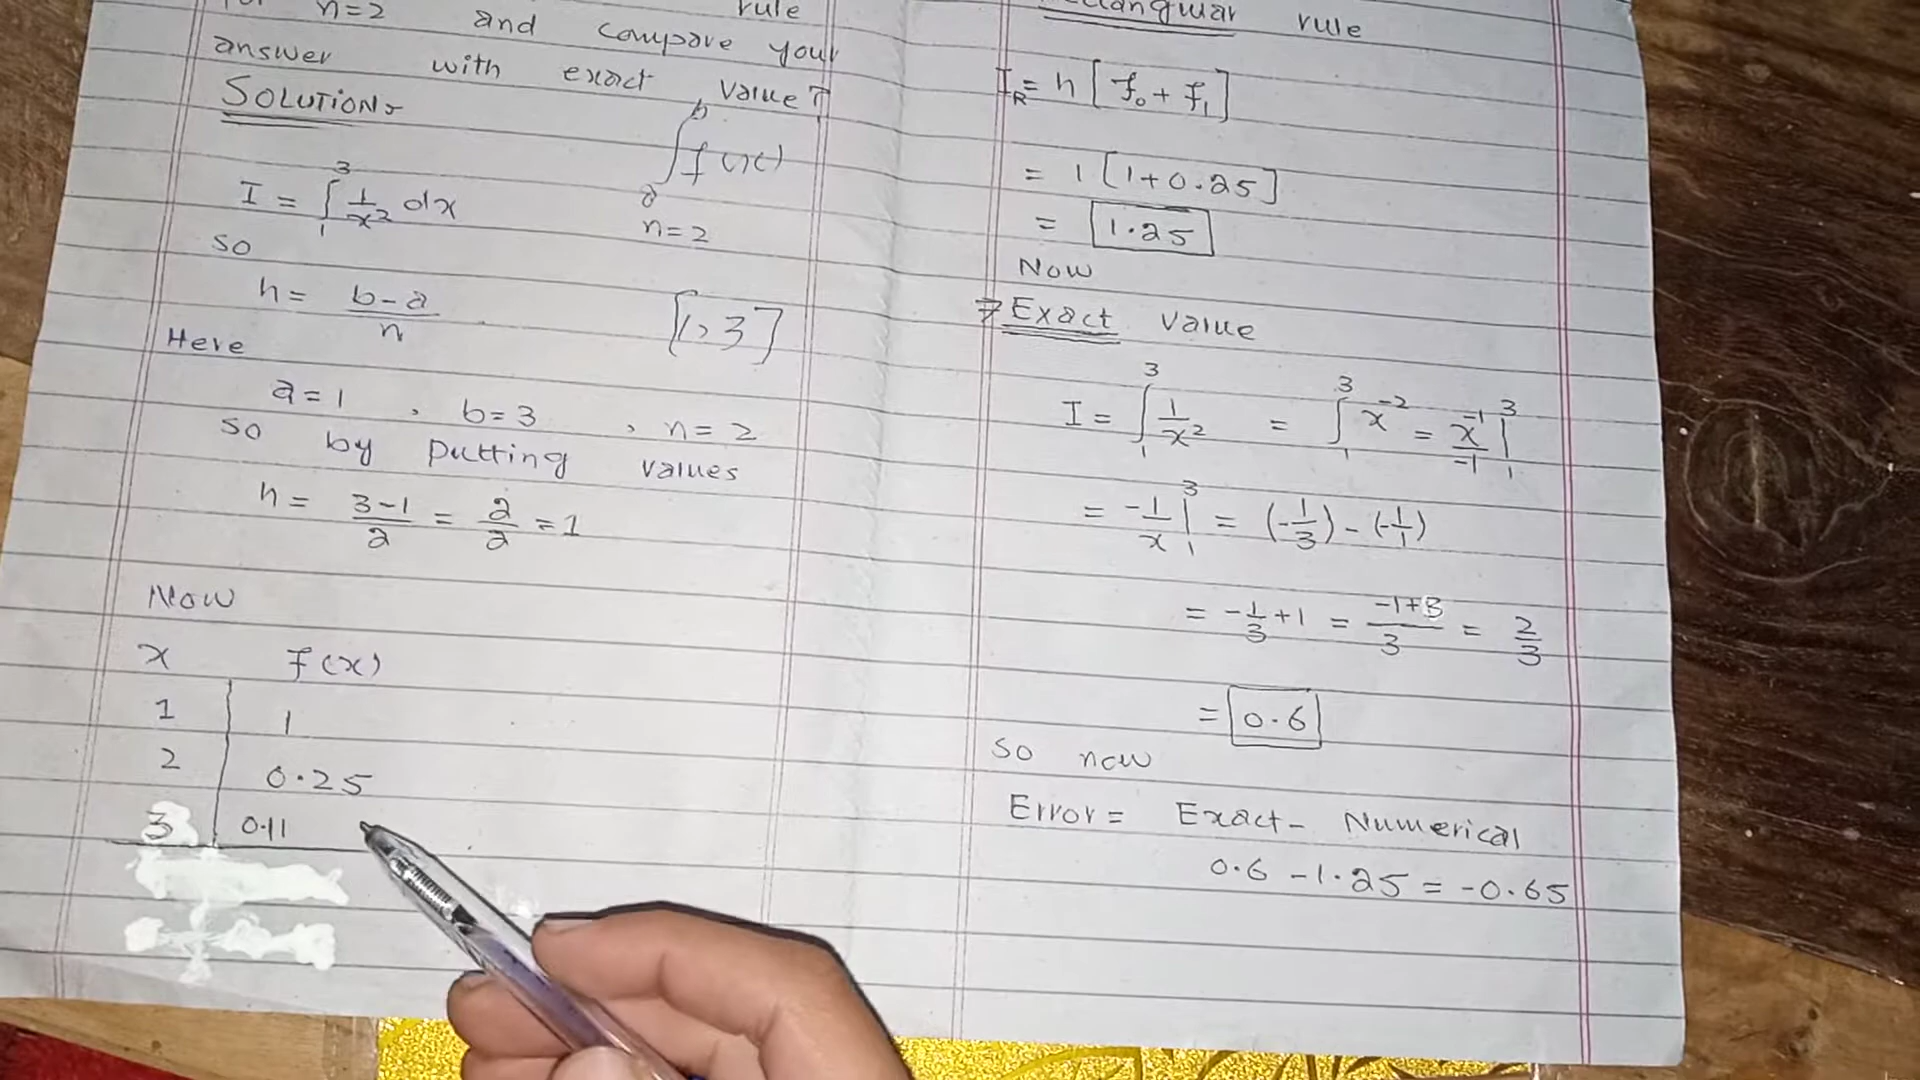 n=2 and compare your
rule
answer with exact value?
SOLUTION:-
I = ∫₁³ 1/x² dx
∫ₐᵇ f(x)
n=2
so
h = b-a/n
[1,3]
Here
a=1 , b=3 , n=2
so by putting values
h = 3-1/2 = 2/2 = 1
Now
x f(x)
1 1
2 0.25
3 0.11
rule
I_R = h [f₀ + f₁]
= 1 [1+0.25]
= 1.25
Now
Exact value
I = ∫₁³ 1/x² = ∫₁³ x⁻² = x⁻¹/-1 |₁³
= -1/x |₁³ = (-1/3) - (-1/1)
= -1/3 + 1 = -1+3/3 = 2/3
= 0.6
so now
Error = Exact - Numerical
0.6 - 1.25 = -0.65